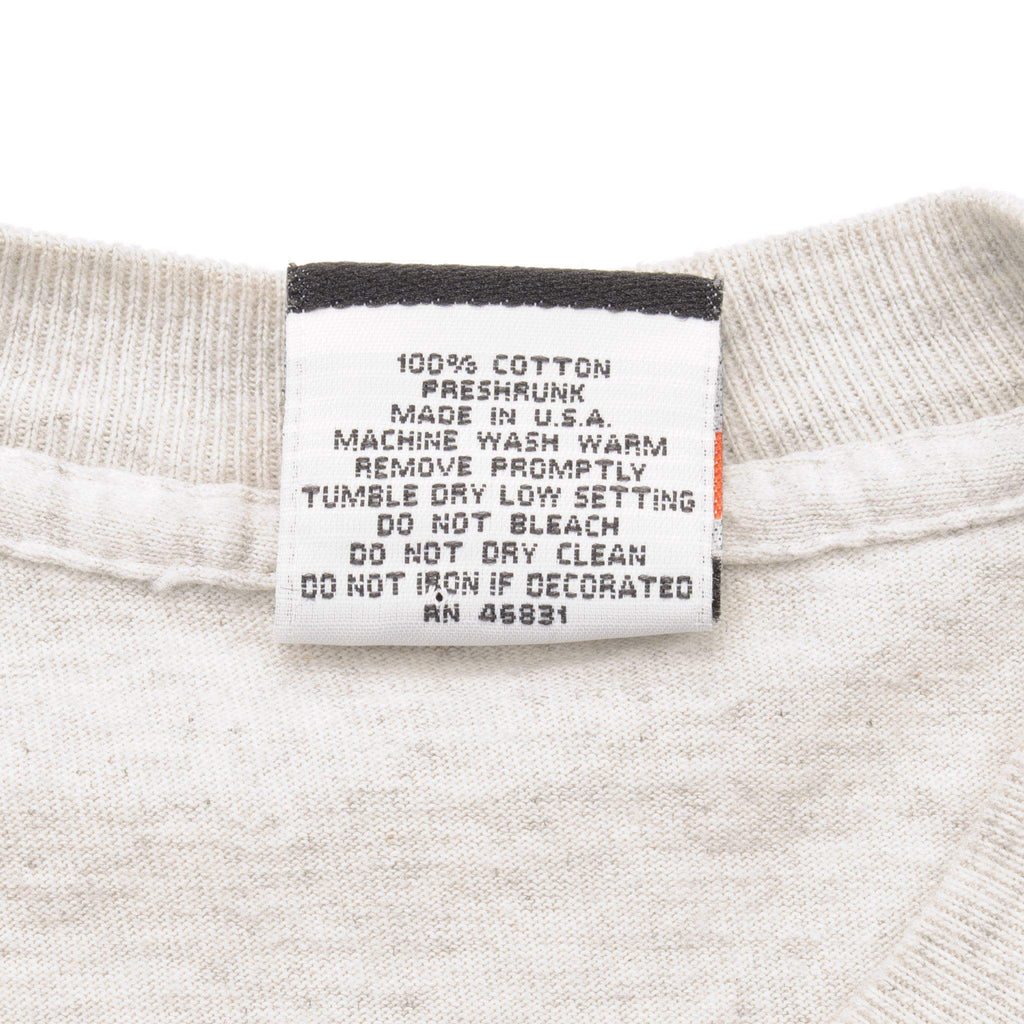 100% COTTON
PRESHRUNK
MADE IN U.S.A.
MACHINE WASH WARM
REMOVE PROMPTLY
TUMBLE DRY LOW SETTING
DO NOT BLEACH
DO NOT DRY CLEAN
DO NOT IRON IF DECORATED
RN 46831